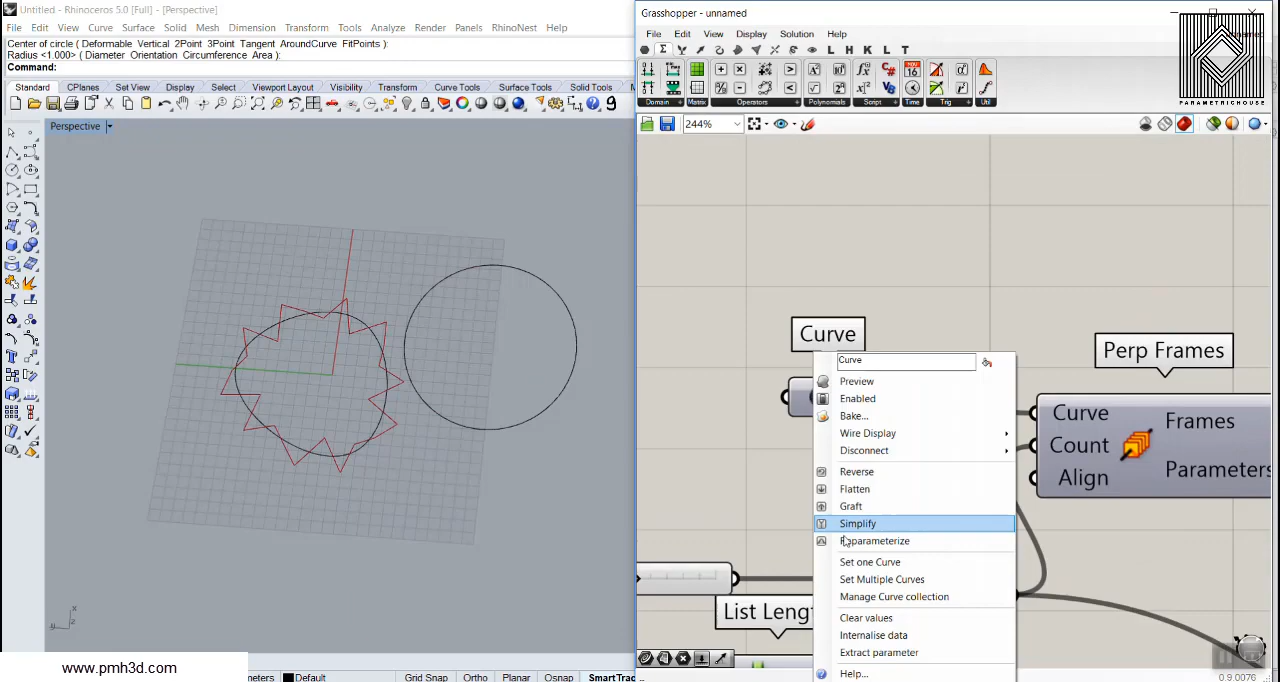 Untitled - Rhinoceros 5.0 [Full] - [Perspective]
File Edit View Curve Surface Solid Mesh Dimension Transform Tools Analyze Render Panels RhinoNest Help
Center of circle ( Deformable Vertical 2Point 3Point Tangent AroundCurve FitPoints ):
Radius <1.000> ( Diameter Orientation Circumference Area ):
Command:
Standard CPlanes Set View Display Select Viewport Layout Visibility Transform Curve Tools Surface Tools Solid Tools
Perspective
x
y z
www.pmh3d.com
meters Default Grid Snap Ortho Planar Osnap SmartTrac
Grasshopper - unnamed
File Edit View Display Solution Help
L H K L T
Domain Matrix Operators Polynomials Script Time Trig Util
PARAMETRICHOUSE
244%
Curve
Perp Frames
Curve Frames
Count
Align Parameters
List Leng
Curve
Preview
Enabled
Bake...
Wire Display
Disconnect
Reverse
Flatten
Graft
Simplify
Reparameterize
Set one Curve
Set Multiple Curves
Manage Curve collection
Clear values
Internalise data
Extract parameter
Help...
0.9.0076